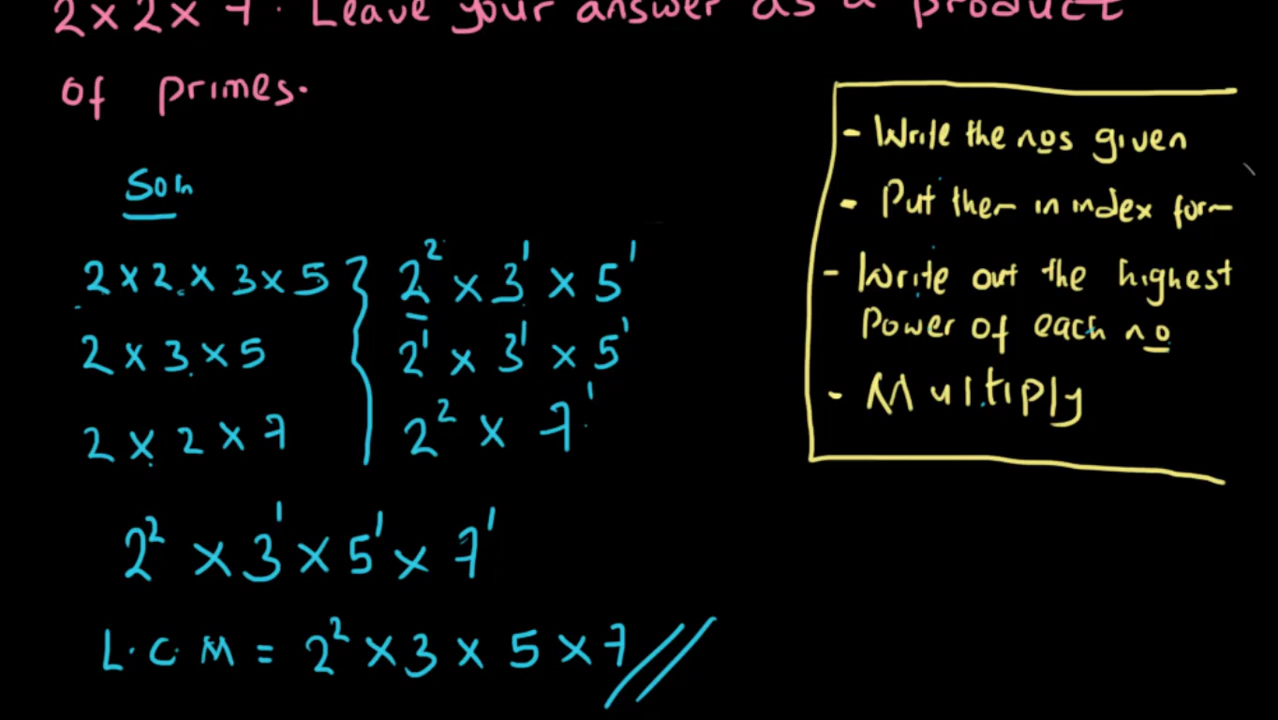 2 × 2 × 7. Leave your answer as a product
of primes.
Soln
2 × 2 × 3 × 5 } 2² × 3¹ × 5¹
2 × 3 × 5 2¹ × 3¹ × 5¹
2 × 2 × 7 2² × 7¹
2² × 3¹ × 5¹ × 7¹
L.C.M = 2² × 3 × 5 × 7//
- Write the nos given
- Put them in index form
- Write out the highest
Power of each no
- Multiply